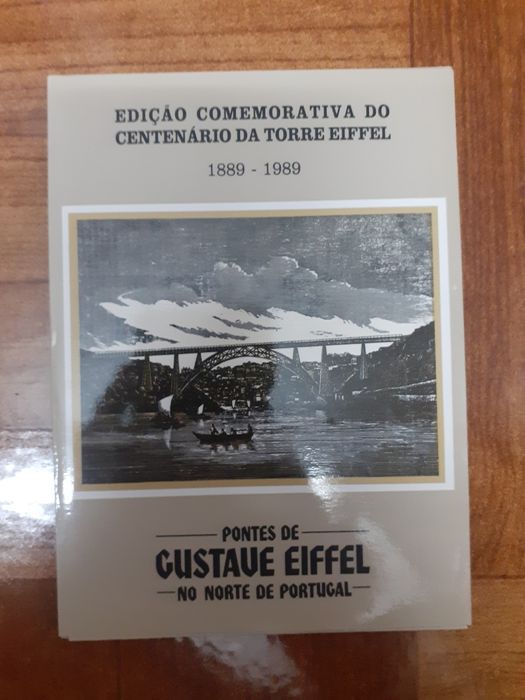 EDIÇÃO COMEMORATIVA DO
CENTENÁRIO DA TORRE EIFFEL
1889 - 1989
PONTES DE
GUSTAVE EIFFEL
NO NORTE DE PORTUGAL